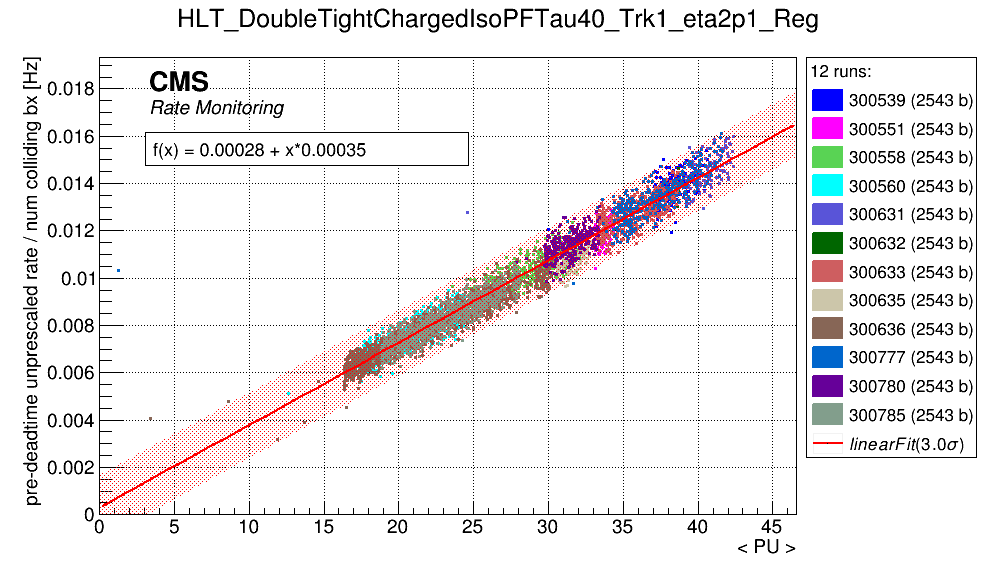 HLT_DoubleTightChargedIsoPFTau40_Trk1_eta2p1_Reg
pre-deadtime unprescaled rate / num colliding bx [Hz]
0.018
0.016
0.014
0.012
0.01
0.008
0.006
0.004
0.002
0
CMS
Rate Monitoring
f(x) = 0.00028 + x*0.00035
0 5 10 15 20 25 30 35 40 45
< PU >
12 runs:
300539 (2543 b)
300551 (2543 b)
300558 (2543 b)
300560 (2543 b)
300631 (2543 b)
300632 (2543 b)
300633 (2543 b)
300635 (2543 b)
300636 (2543 b)
300777 (2543 b)
300780 (2543 b)
300785 (2543 b)
linearFit(3.0σ)